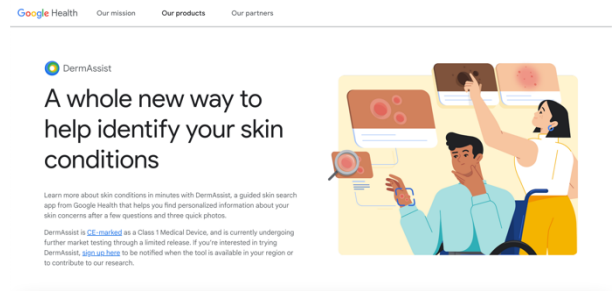 Google Health Our mission Our products Our partners
DermAssist
A whole new way to
help identify your skin
conditions
Learn more about skin conditions in minutes with DermAssist, a guided skin search
app from Google Health that helps you find personalized information about your
skin concerns after a few questions and three quick photos.
DermAssist is CE-marked as a Class 1 Medical Device, and is currently undergoing
further market testing through a limited release. If you're interested in trying
DermAssist, sign up here to be notified when the tool is available in your region or
to contribute to our research.